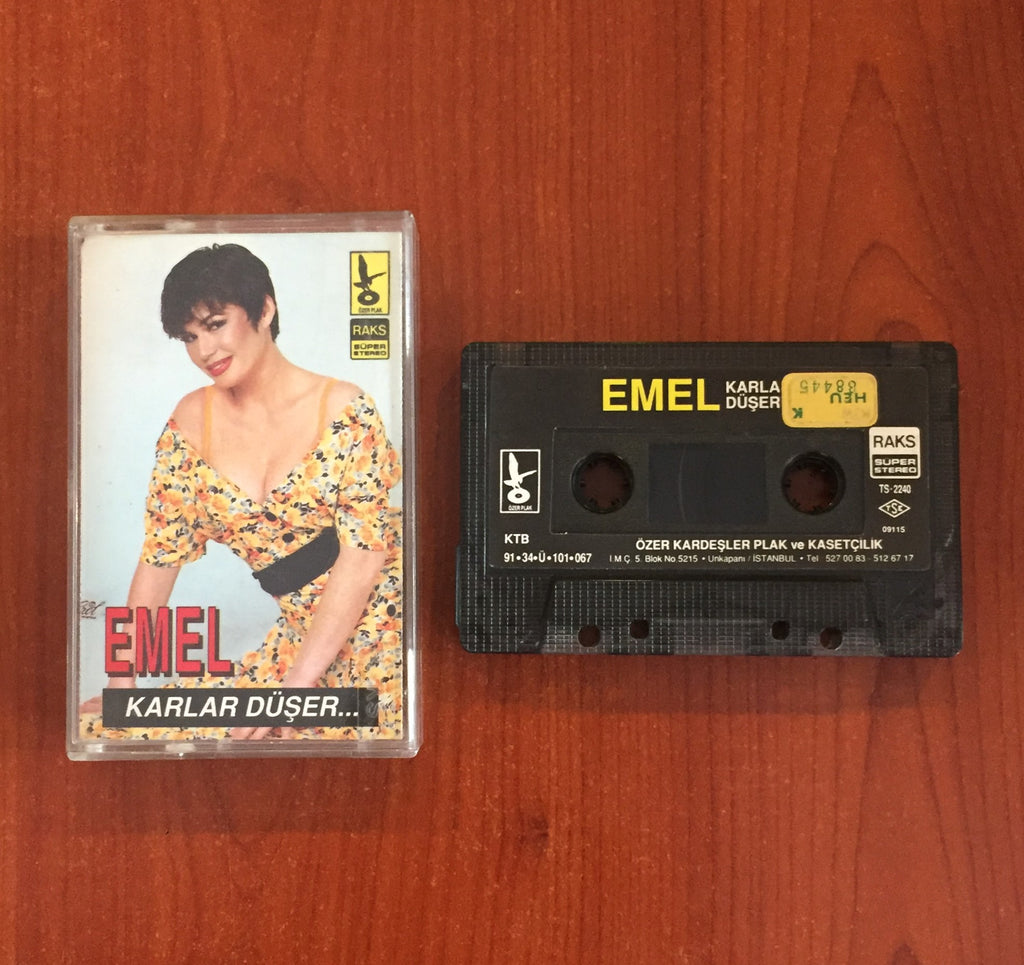 ÖZER PLAK
RAKS
SÜPER
STEREO
EMEL
KARLAR DÜŞER...
EMEL KARLA
DÜŞER
HEU
38445
K
RAKS
SÜPER
STEREO
TS-2240
TSE
09115
ÖZER PLAK
KTB
91•34•Ü•101•067
ÖZER KARDEŞLER PLAK ve KASETÇİLİK
İ.M.Ç. 5. Blok No.5215 • Unkapanı / İSTANBUL • Tel : 527 00 83 - 512 67 17